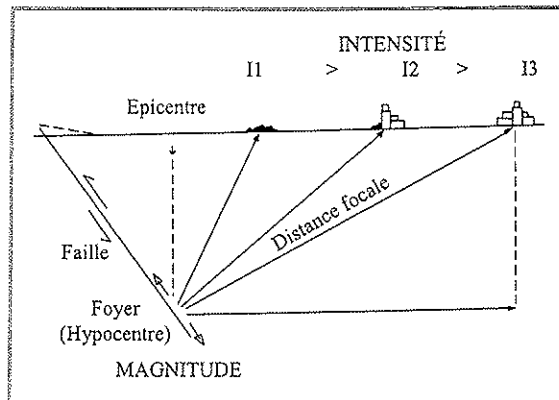 INTENSITÉ
I1 > I2 > I3
Epicentre
Distance focale
Faille
Foyer
(Hypocentre)
MAGNITUDE